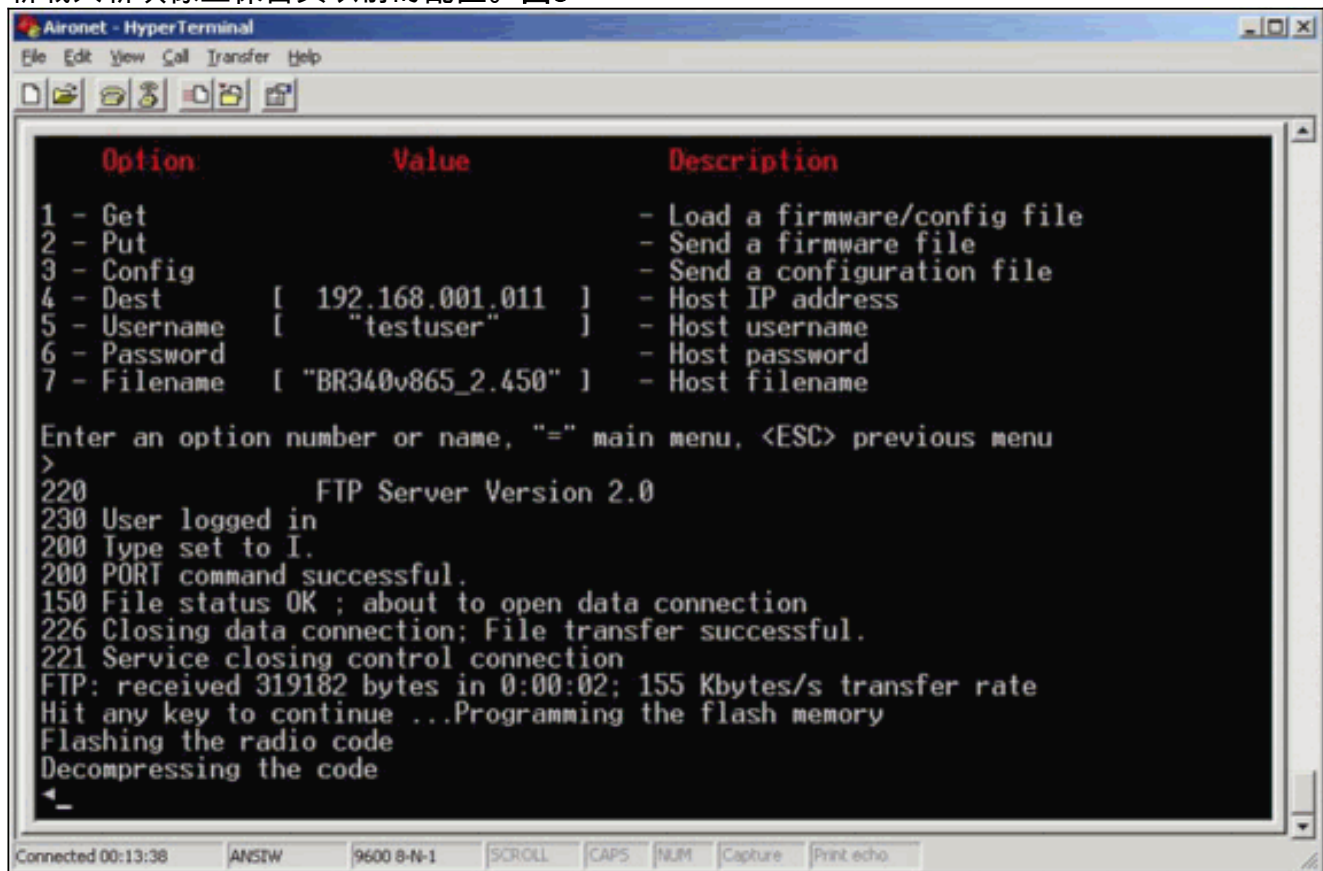 Aironet - HyperTerminal
File Edit View Call Transfer Help
Option Value Description
1 - Get - Load a firmware/config file
2 - Put - Send a firmware file
3 - Config - Send a configuration file
4 - Dest [ 192.168.001.011 ] - Host IP address
5 - Username [ "testuser" ] - Host username
6 - Password - Host password
7 - Filename [ "BR340v865_2.450" ] - Host filename
Enter an option number or name, "=" main menu, <ESC> previous menu
>
220 FTP Server Version 2.0
230 User logged in
200 Type set to I.
200 PORT command successful.
150 File status OK ; about to open data connection
226 Closing data connection; File transfer successful.
221 Service closing control connection
FTP: received 319182 bytes in 0:00:02; 155 Kbytes/s transfer rate
Hit any key to continue ...Programming the flash memory
Flashing the radio code
Decompressing the code
Connected 00:13:38 ANSIW 9600 8-N-1 SCROLL CAPS NUM Capture Print echo